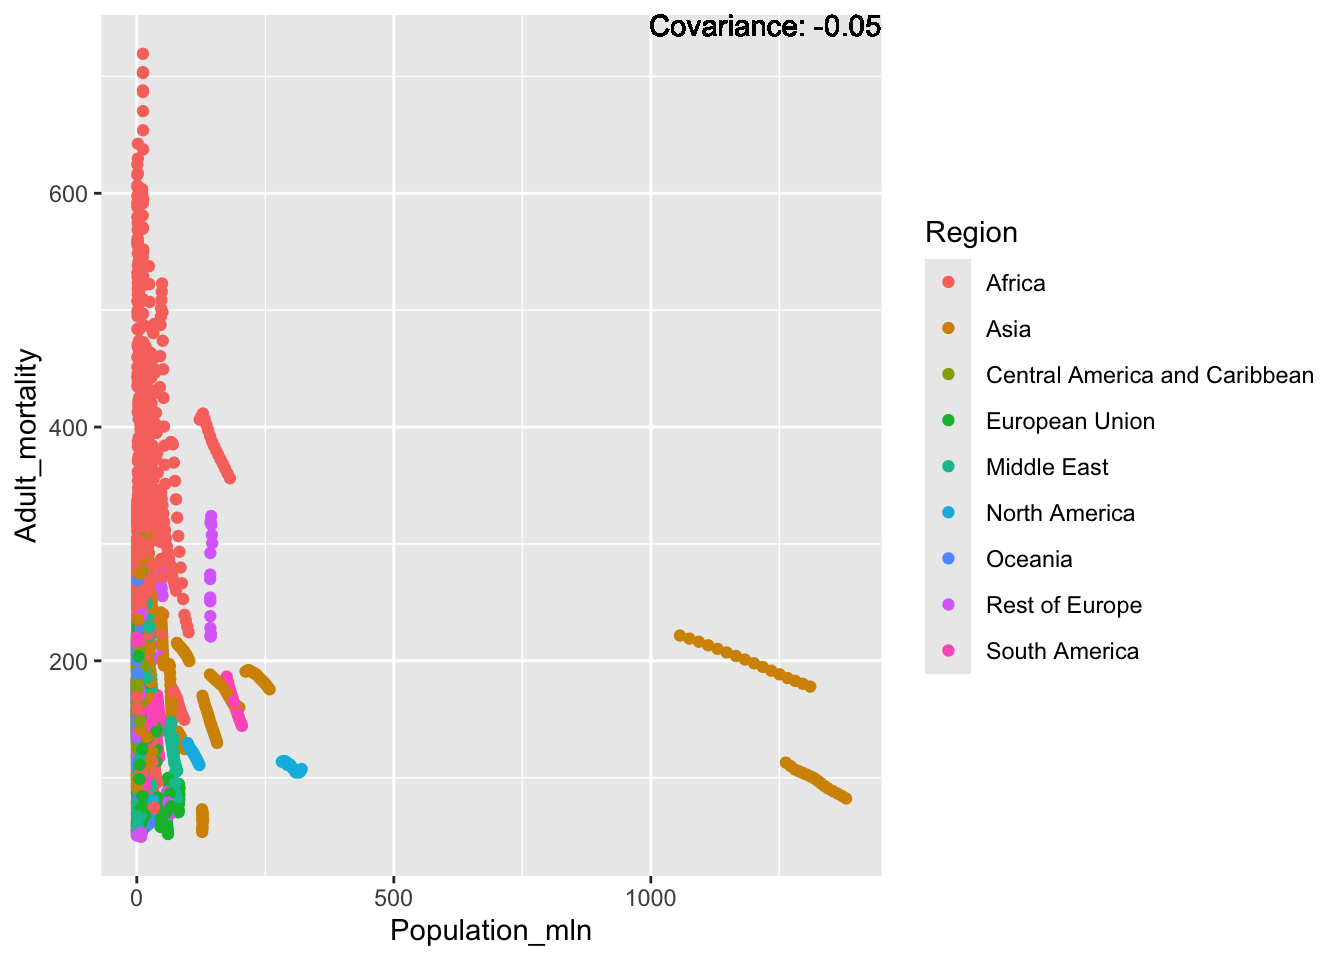 Covariance: -0.05
600
400
200
Adult_mortality
0
500
1000
Population_mln
Region
Africa
Asia
Central America and Caribbean
European Union
Middle East
North America
Oceania
Rest of Europe
South America